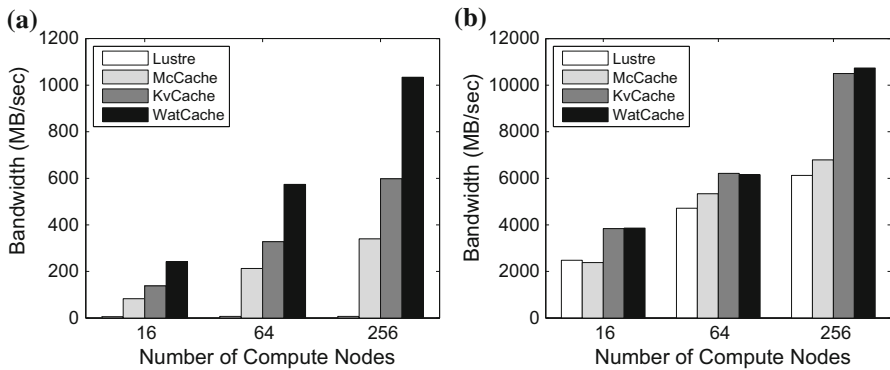 (a)
1200
1000
800
600
400
200
0
Bandwidth (MB/sec)
Lustre
McCache
KvCache
WatCache
16
64
256
Number of Compute Nodes
(b)
12000
10000
8000
6000
4000
2000
0
Bandwidth (MB/sec)
Lustre
McCache
KvCache
WatCache
16
64
256
Number of Compute Nodes